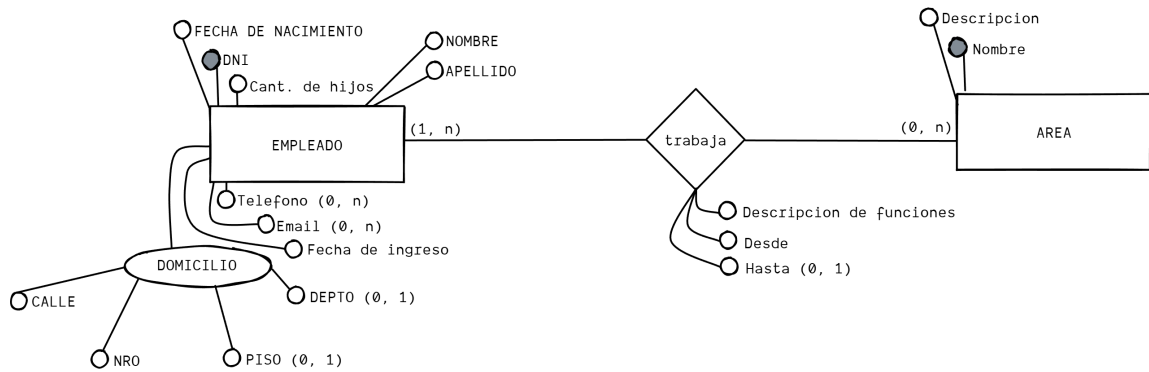 FECHA DE NACIMIENTO
DNI
Cant. de hijos
NOMBRE
APELLIDO
EMPLEADO
(1, n)
trabaja
(0, n)
Descripcion
Nombre
AREA
Telefono (0, n)
Email (0, n)
Fecha de ingreso
Descripcion de funciones
Desde
Hasta (0, 1)
DOMICILIO
CALLE
NRO
PISO (0, 1)
DEPTO (0, 1)